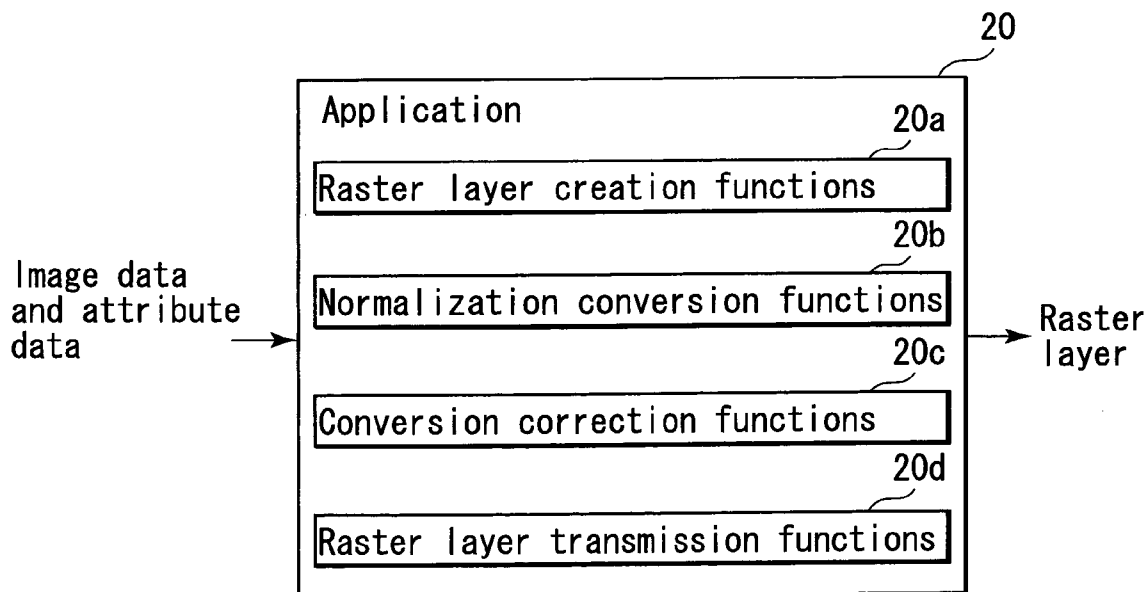 20
Application
20a
Raster layer creation functions
20b
Normalization conversion functions
Image data
and attribute
data
Raster
layer
20c
Conversion correction functions
20d
Raster layer transmission functions